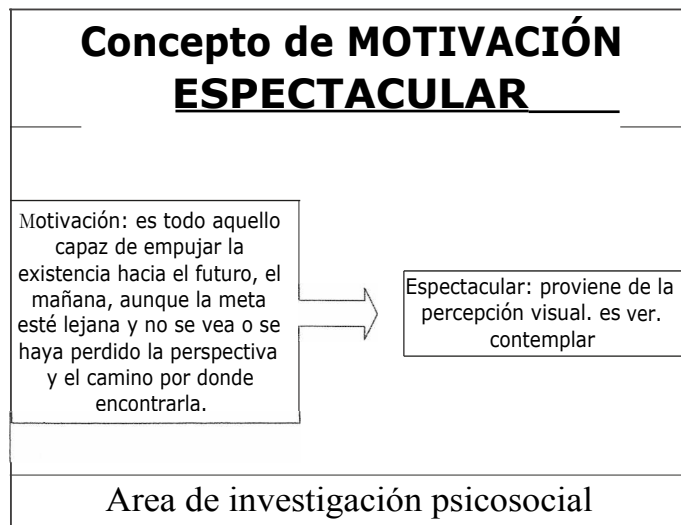 Concepto de MOTIVACIÓN
ESPECTACULAR____
Motivación: es todo aquello
capaz de empujar la
existencia hacia el futuro, el
mañana, aunque la meta
esté lejana y no se vea o se
haya perdido la perspectiva
y el camino por donde
encontrarla.
Espectacular: proviene de la
percepción visual. es ver.
contemplar
Area de investigación psicosocial